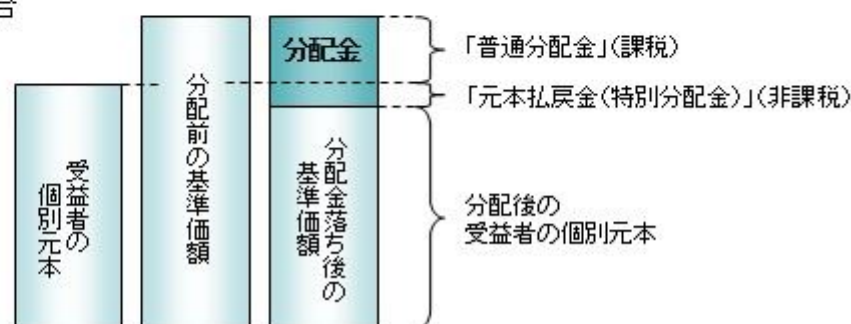 合
分配金
「普通分配金」(課税)
「元本払戻金(特別分配金)」(非課税)
受益者の
個別元本
分配前の基準価額
分配金落ち後の
基準価額
分配後の
受益者の個別元本